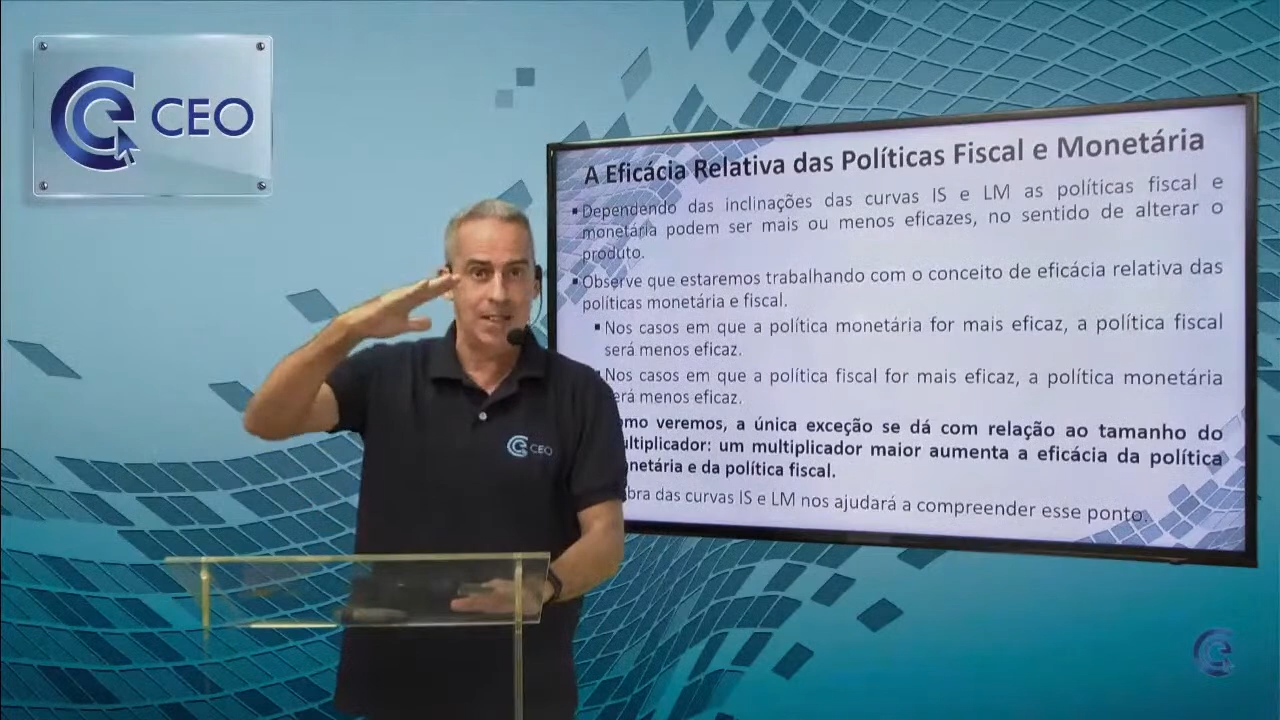 CEO
A Eficácia Relativa das Políticas Fiscal e Monetária
▪Dependendo das inclinações das curvas IS e LM as políticas fiscal e
monetária podem ser mais ou menos eficazes, no sentido de alterar o
produto.
▪Observe que estaremos trabalhando com o conceito de eficácia relativa das
políticas monetária e fiscal.
▪Nos casos em que a política monetária for mais eficaz, a política fiscal
será menos eficaz.
Nos casos em que a política fiscal for mais eficaz, a política monetária
erá menos eficaz.
mo veremos, a única exceção se dá com relação ao tamanho do
ultiplicador: um multiplicador maior aumenta a eficácia da política
netária e da política fiscal.
bra das curvas IS e LM nos ajudará a compreender esse ponto.
CEO